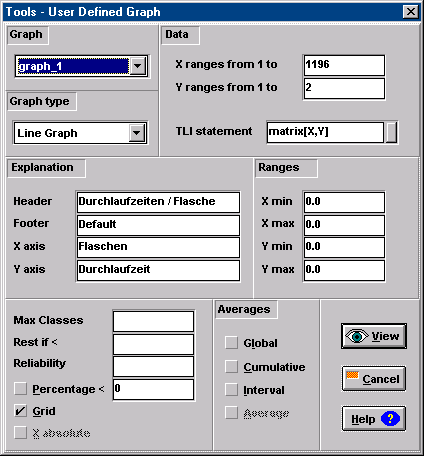 Tools - User Defined Graph
Graph
graph_1
Graph type
Line Graph
Data
X ranges from 1 to 1196
Y ranges from 1 to 2
TLI statement matrix[X,Y]
Explanation
Header Durchlaufzeiten / Flasche
Footer Default
X axis Flaschen
Y axis Durchlaufzeit
Ranges
X min 0.0
X max 0.0
Y min 0.0
Y max 0.0
Max Classes
Rest if <
Reliability
Percentage < 0
Grid
X absolute
Averages
Global
Cumulative
Interval
Average
View
Cancel
Help ?